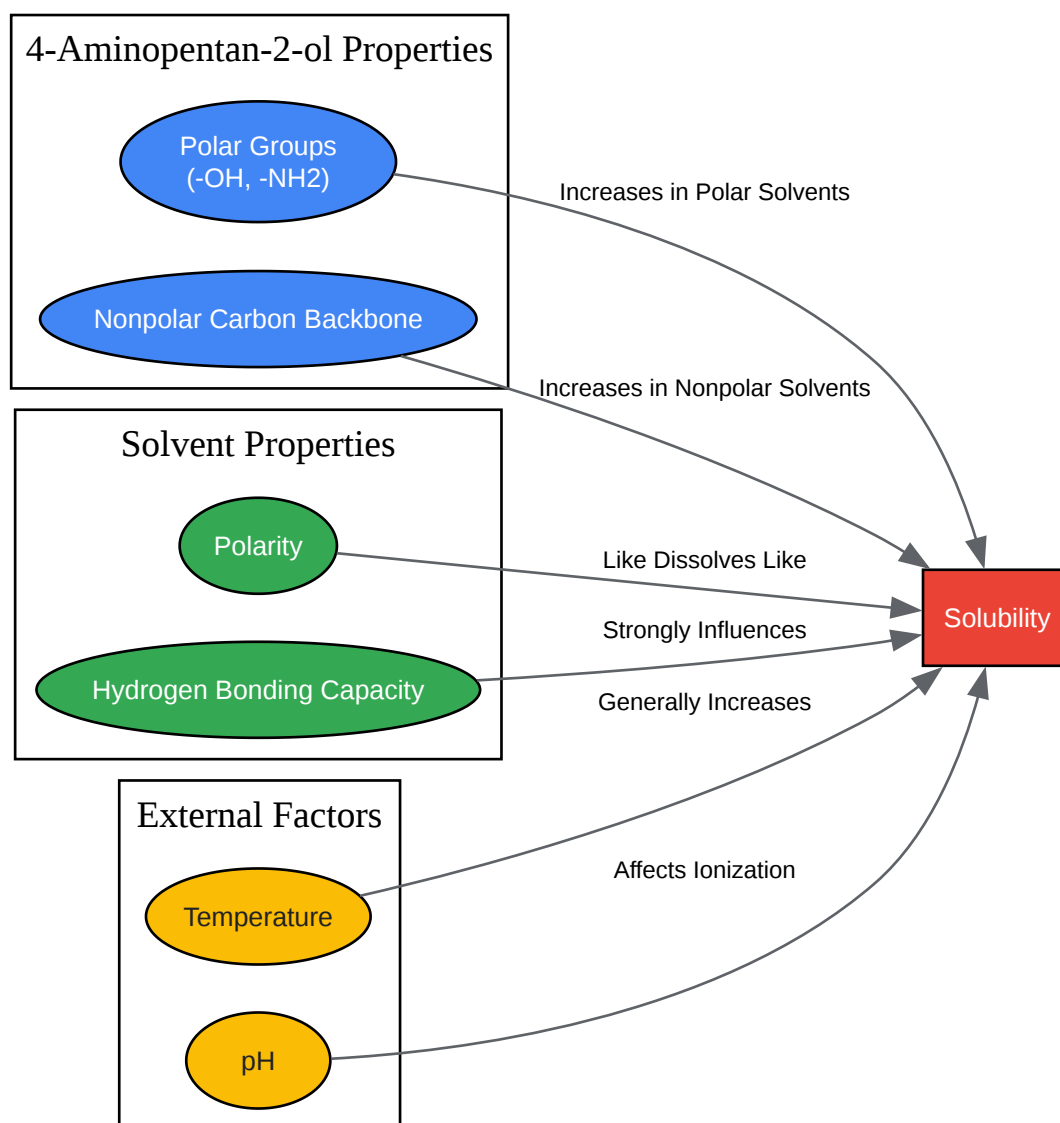 4-Aminopentan-2-ol Properties
Polar Groups
(-OH, -NH2)
Increases in Polar Solvents
Nonpolar Carbon Backbone
Increases in Nonpolar Solvents
Solvent Properties
Polarity
Like Dissolves Like
Solubility
Strongly Influences
Hydrogen Bonding Capacity
Generally Increases
External Factors
Affects Ionization
Temperature
pH